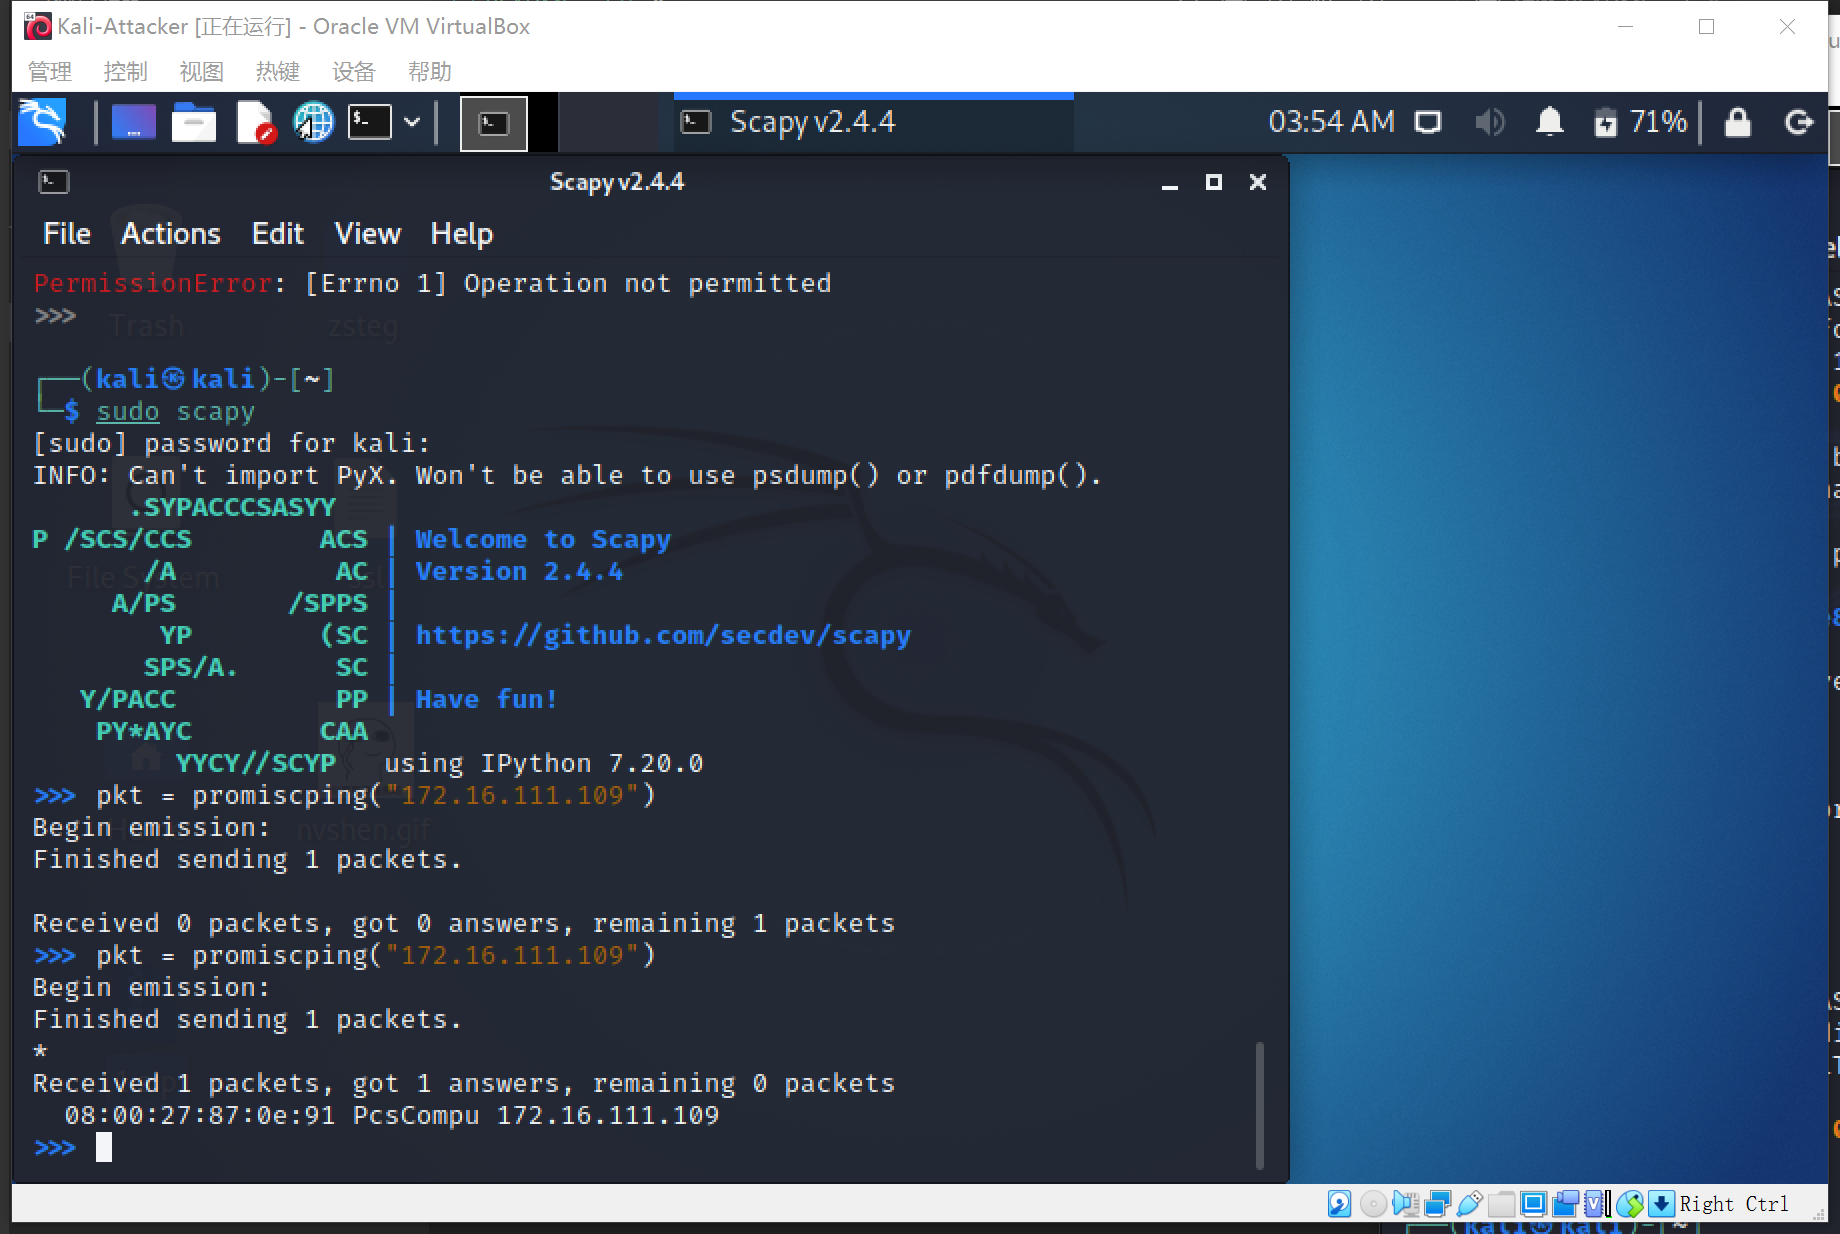 Kali-Attacker [正在运行] - Oracle VM VirtualBox
管理 控制 视图 热键 设备 帮助
Scapy v2.4.4 03:54 AM 71%
Scapy v2.4.4
File Actions Edit View Help
PermissionError: [Errno 1] Operation not permitted
>>>
Trash zsteg
┌──(kali㉿kali)-[~]
└─$ sudo scapy
[sudo] password for kali:
INFO: Can't import PyX. Won't be able to use psdump() or pdfdump().
.SYPACCCSASYY
P /SCS/CCS ACS | Welcome to Scapy
/A AC | Version 2.4.4
File System
A/PS /SPPS |
YP (SC | https://github.com/secdev/scapy
SPS/A. SC |
Y/PACC PP | Have fun!
PY*AYC CAA
YYCY//SCYP using IPython 7.20.0
>>> pkt = promiscping("172.16.111.109")
Begin emission:
nvshen.gif
Finished sending 1 packets.
Received 0 packets, got 0 answers, remaining 1 packets
>>> pkt = promiscping("172.16.111.109")
Begin emission:
Finished sending 1 packets.
*
Received 1 packets, got 1 answers, remaining 0 packets
08:00:27:87:0e:91 PcsCompu 172.16.111.109
>>>
Right Ctrl
┌──(kali㉿kali)-[~